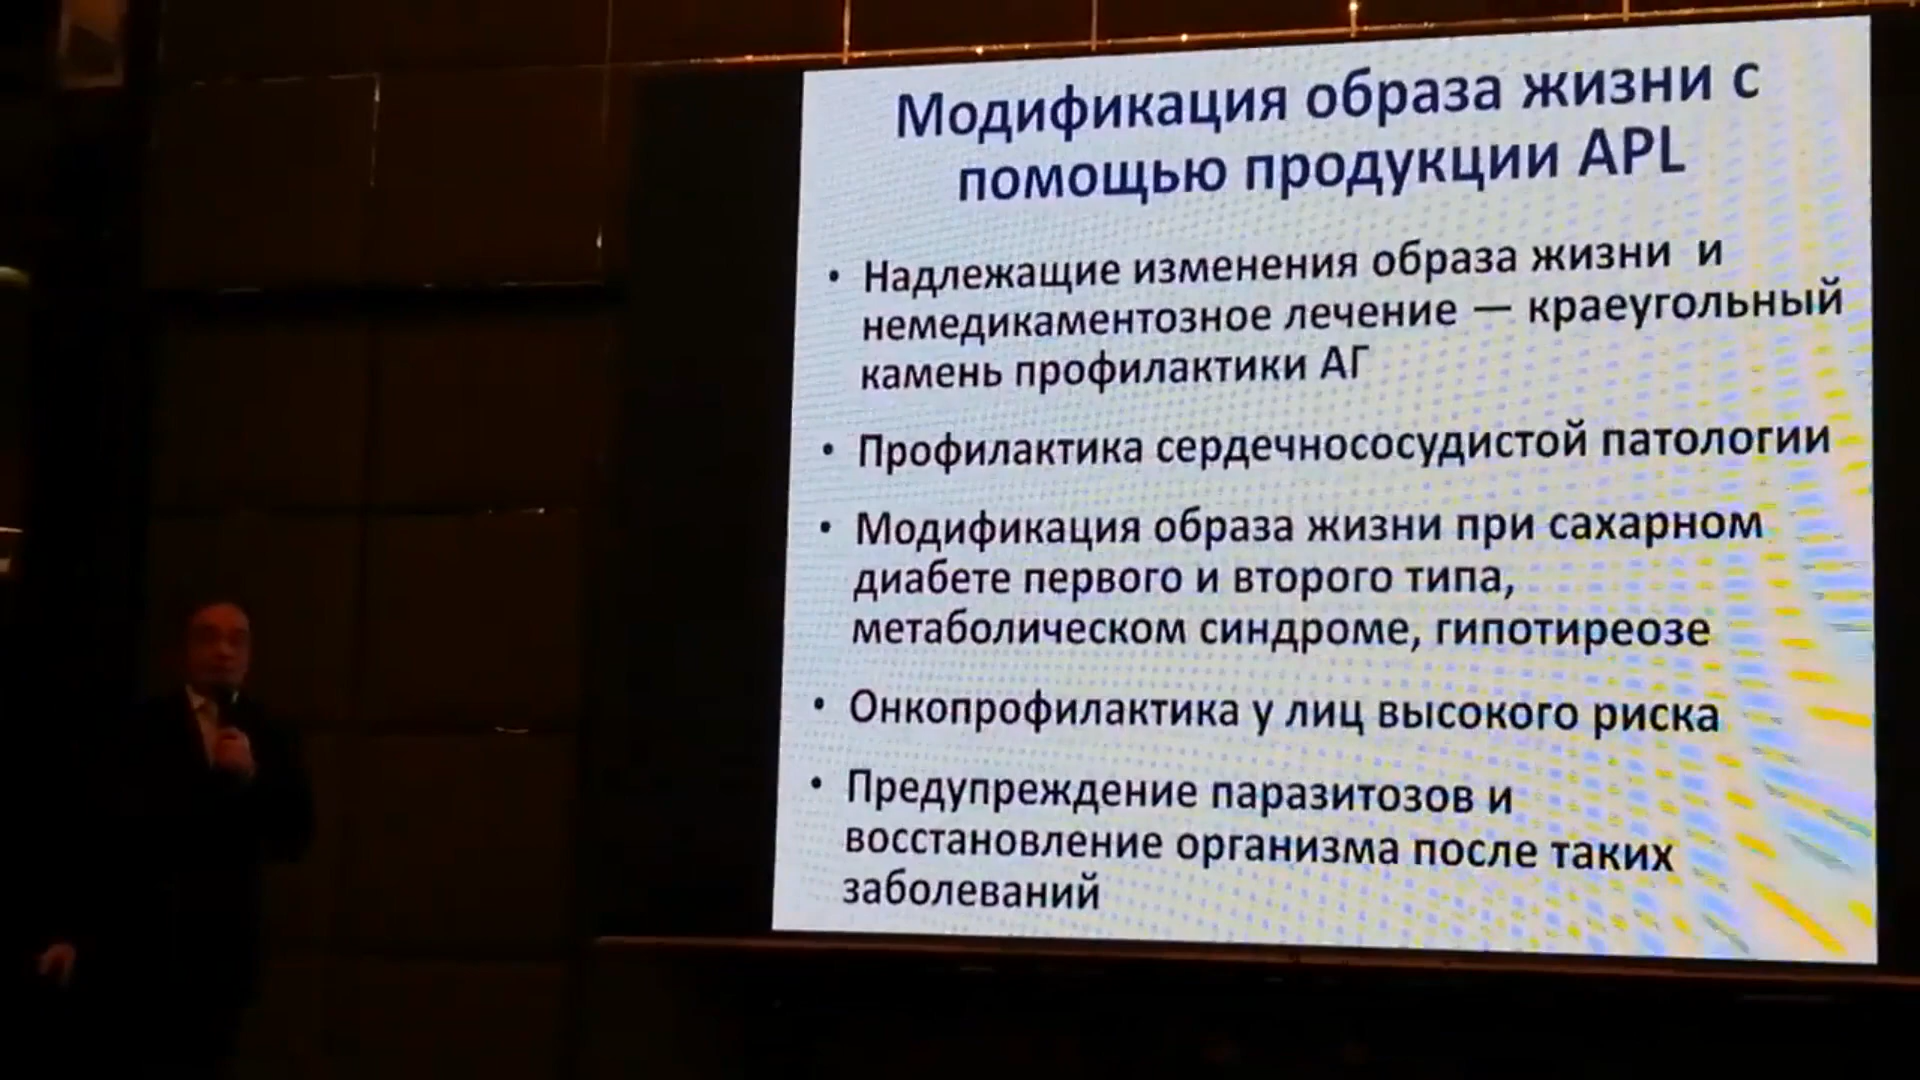 Модификация образа жизни с
помощью продукции APL
• Надлежащие изменения образа жизни и
немедикаментозное лечение — краеугольный
камень профилактики АГ
• Профилактика сердечнососудистой патологии
• Модификация образа жизни при сахарном
диабете первого и второго типа,
метаболическом синдроме, гипотиреозе
• Онкопрофилактика у лиц высокого риска
• Предупреждение паразитозов и
восстановление организма после таких
заболеваний